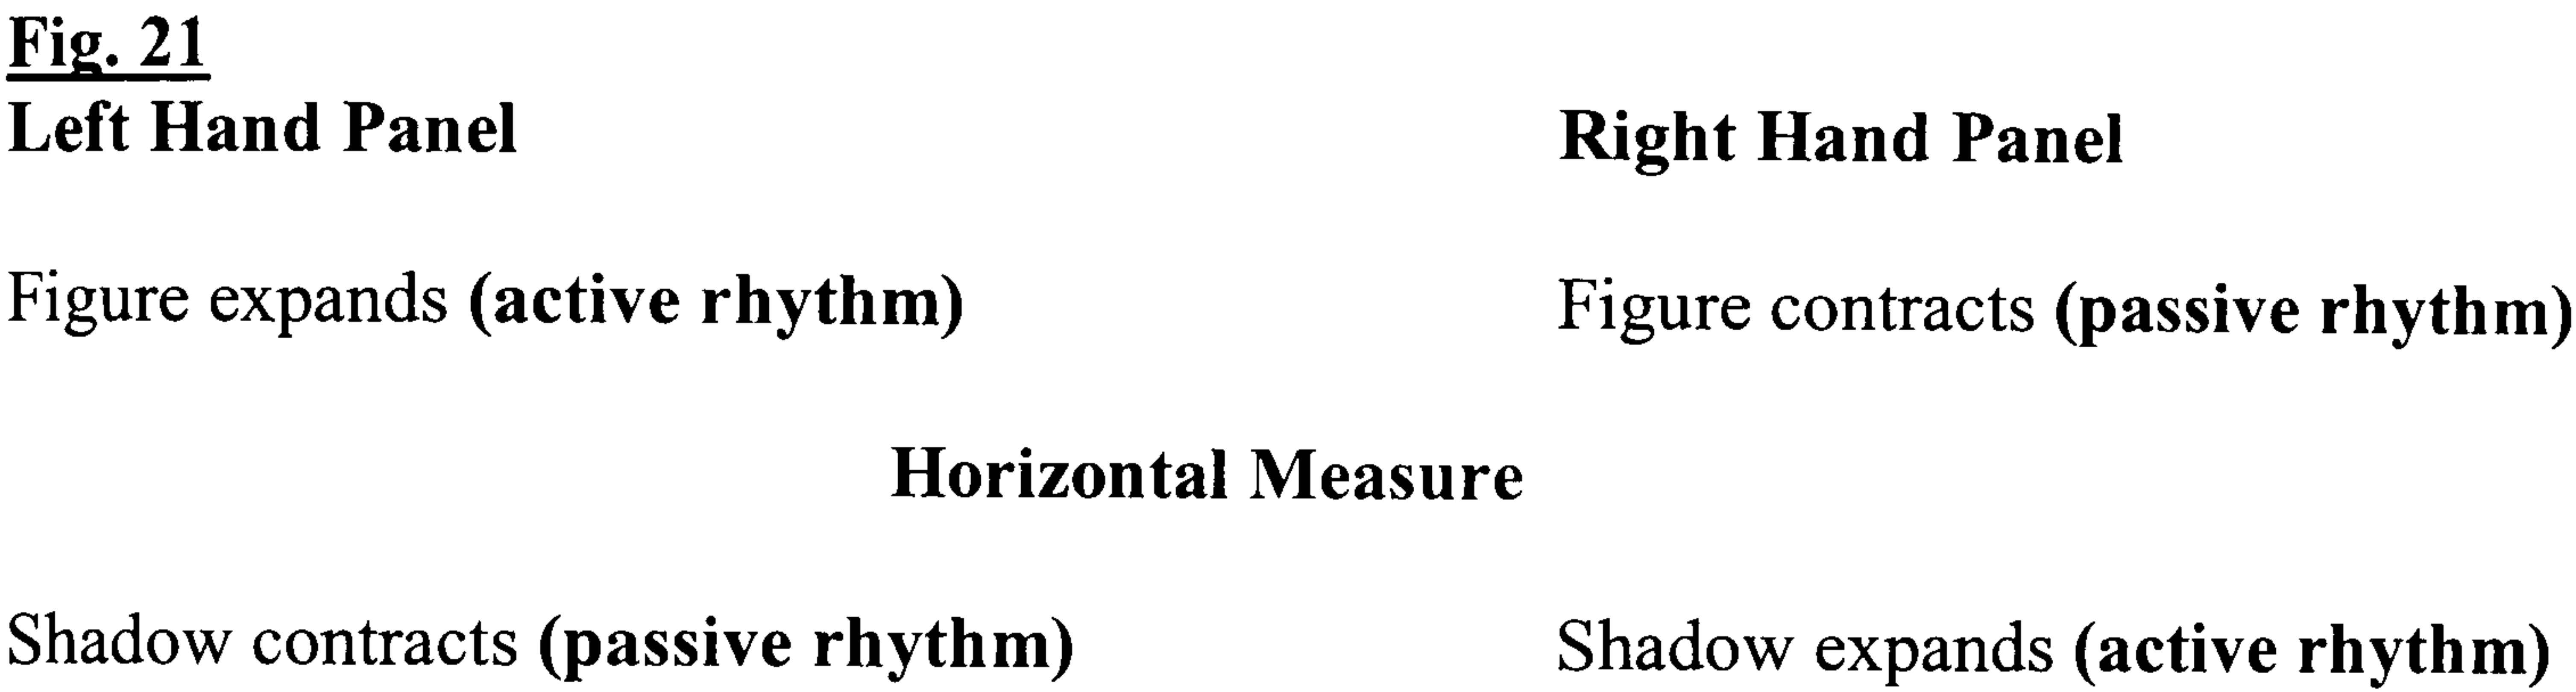 Fig. 21
Left Hand Panel
Right Hand Panel
Figure expands (active rhythm)
Figure contracts (passive rhythm)
Horizontal Measure
Shadow contracts (passive rhythm)
Shadow expands (active rhythm)